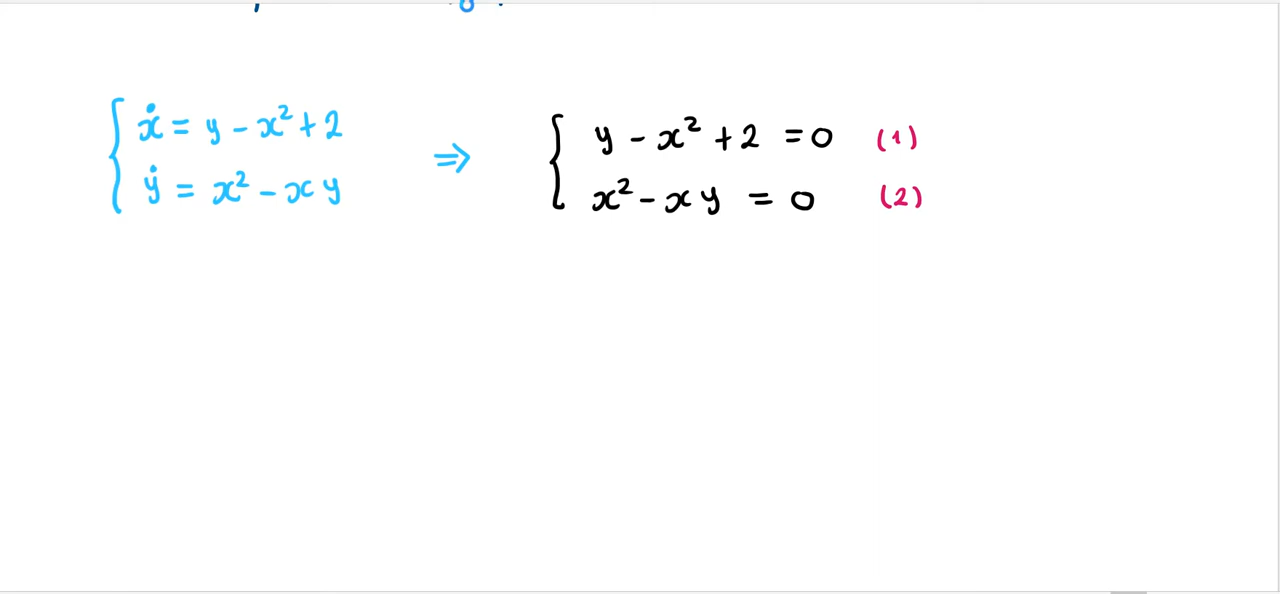 ẋ = y - x² + 2
ẏ = x² - xy
⇒
y - x² + 2 = 0 (1)
x² - xy = 0 (2)